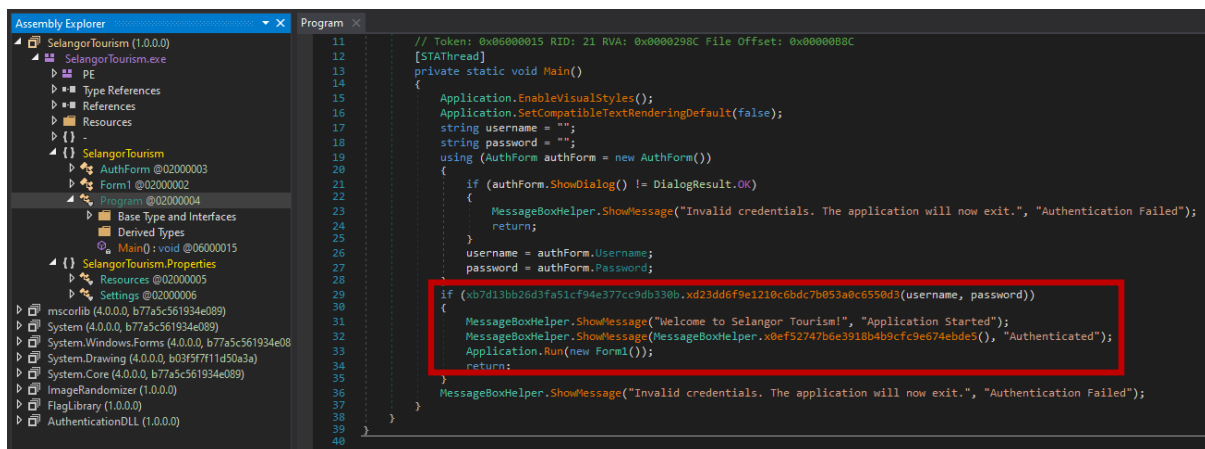 Assembly Explorer
SelangorTourism (1.0.0.0)
SelangorTourism.exe
PE
Type References
References
Resources
{ } -
{ } SelangorTourism
AuthForm @02000003
Form1 @02000002
Program @02000004
Base Type and Interfaces
Derived Types
Main() : void @06000015
{ } SelangorTourism.Properties
Resources @02000005
Settings @02000006
mscorlib (4.0.0.0, b77a5c561934e089)
System (4.0.0.0, b77a5c561934e089)
System.Windows.Forms (4.0.0.0, b77a5c561934e08
System.Drawing (4.0.0.0, b03f5f7f11d50a3a)
System.Core (4.0.0.0, b77a5c561934e089)
ImageRandomizer (1.0.0.0)
FlagLibrary (1.0.0.0)
AuthenticationDLL (1.0.0.0)
Program
11 // Token: 0x06000015 RID: 21 RVA: 0x0000298C File Offset: 0x00000B8C
12 [STAThread]
13 private static void Main()
14 {
15 Application.EnableVisualStyles();
16 Application.SetCompatibleTextRenderingDefault(false);
17 string username = "";
18 string password = "";
19 using (AuthForm authForm = new AuthForm())
20 {
21 if (authForm.ShowDialog() != DialogResult.OK)
22 {
23 MessageBoxHelper.ShowMessage("Invalid credentials. The application will now exit.", "Authentication Failed");
24 return;
25 }
26 username = authForm.Username;
27 password = authForm.Password;
28 }
29 if (xb7d13bb26d3fa51cf94e377cc9db330b.xd23dd6f9e1210c6bdc7b053a0c6550d3(username, password))
30 {
31 MessageBoxHelper.ShowMessage("Welcome to Selangor Tourism!", "Application Started");
32 MessageBoxHelper.ShowMessage(MessageBoxHelper.x0ef52747b6e3918b4b9cfc9e674ebde5(), "Authenticated");
33 Application.Run(new Form1());
34 return;
35 }
36 MessageBoxHelper.ShowMessage("Invalid credentials. The application will now exit.", "Authentication Failed");
37 }
38 }
39 }
40